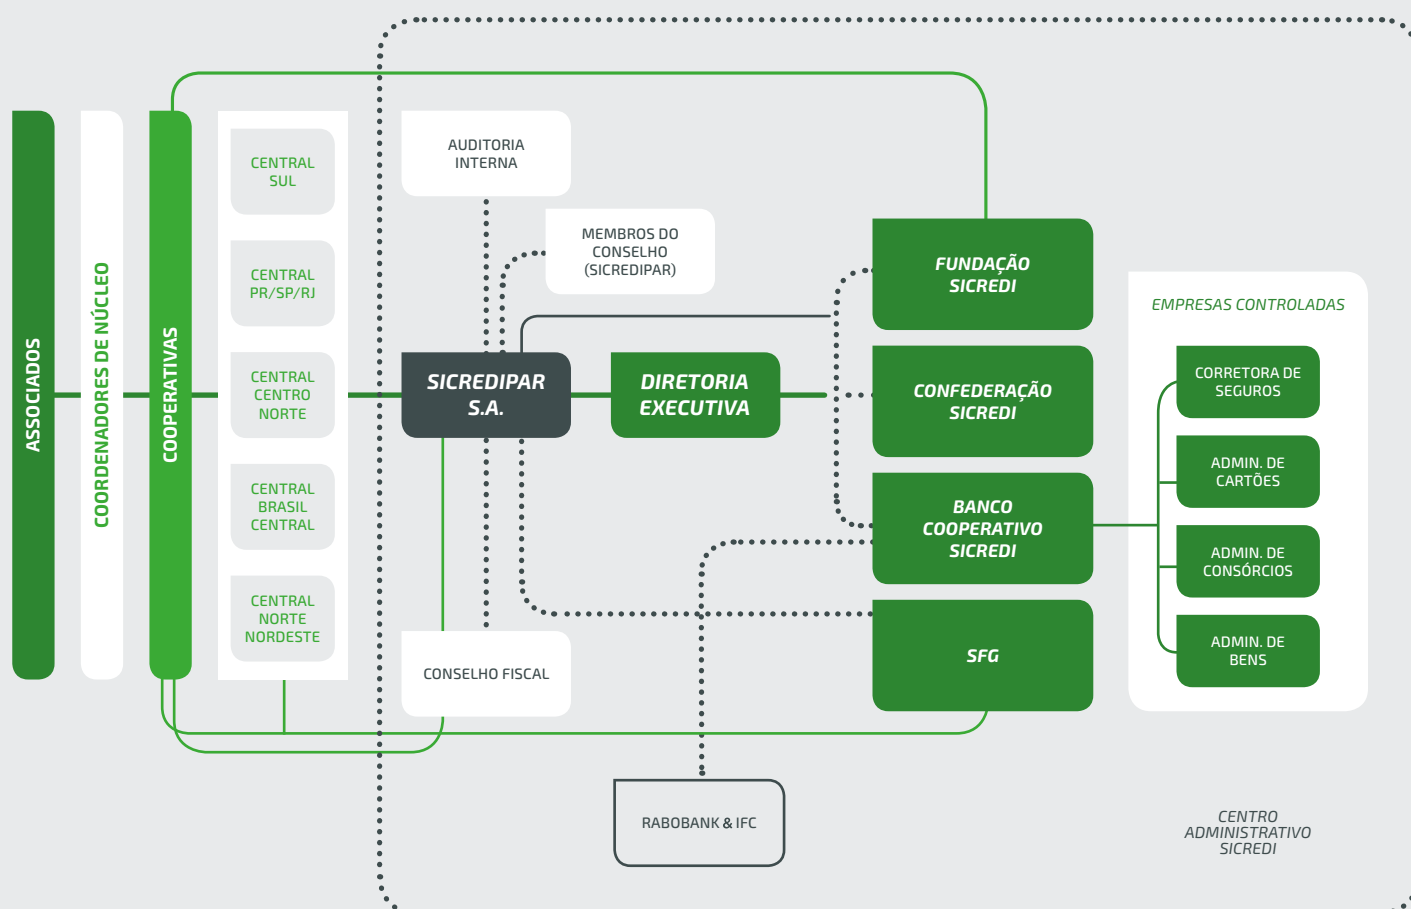 ASSOCIADOS
COORDENADORES DE NÚCLEO
COOPERATIVAS
CENTRAL
SUL
CENTRAL
PR/SP/RJ
CENTRAL
CENTRO
NORTE
CENTRAL
BRASIL
CENTRAL
CENTRAL
NORTE
NORDESTE
AUDITORIA
INTERNA
MEMBROS DO
CONSELHO
(SICREDIPAR)
SICREDIPAR
S.A.
DIRETORIA
EXECUTIVA
CONSELHO FISCAL
RABOBANK & IFC
FUNDAÇÃO
SICREDI
CONFEDERAÇÃO
SICREDI
BANCO
COOPERATIVO
SICREDI
SFG
EMPRESAS CONTROLADAS
CORRETORA DE
SEGUROS
ADMIN. DE
CARTÕES
ADMIN. DE
CONSÓRCIOS
ADMIN. DE
BENS
CENTRO
ADMINISTRATIVO
SICREDI